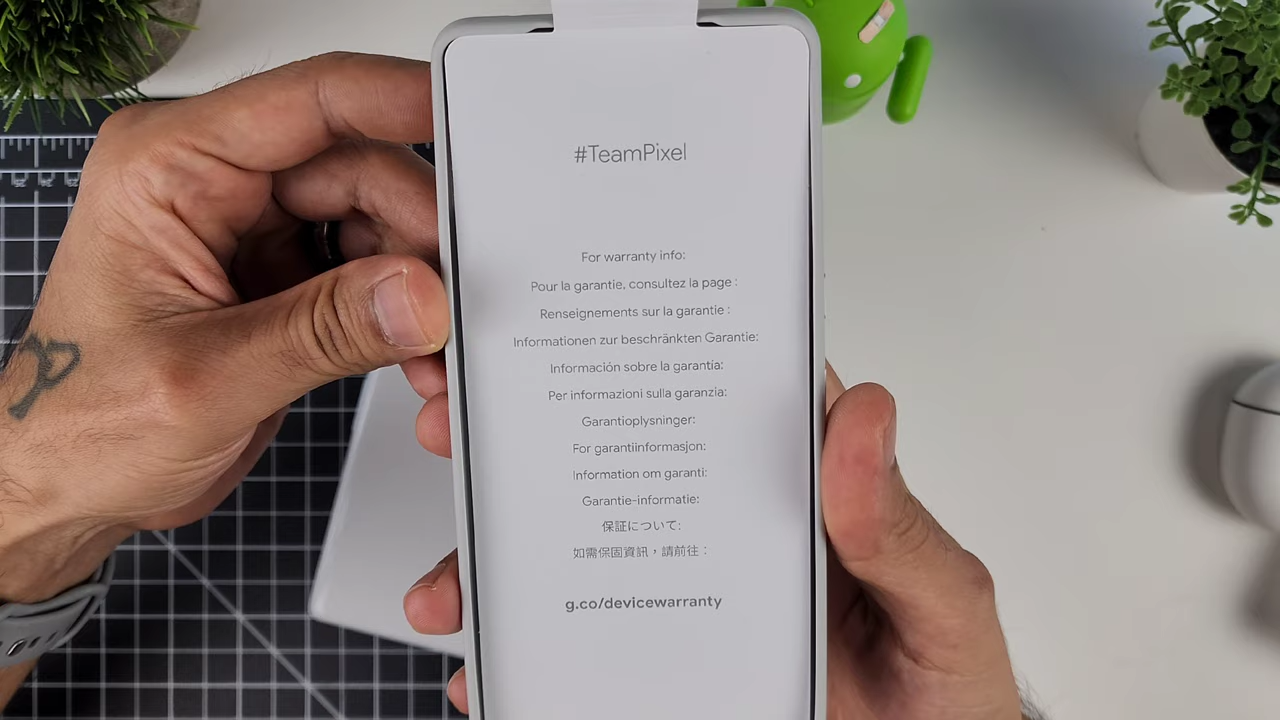 #TeamPixel
For warranty info:
Pour la garantie, consultez la page :
Renseignements sur la garantie :
Informationen zur beschränkten Garantie:
Información sobre la garantía:
Per informazioni sulla garanzia:
Garantioplysninger:
For garantiinformasjon:
Information om garanti:
Garantie-informatie:
保証について:
如需保固資訊，請前往：
g.co/devicewarranty